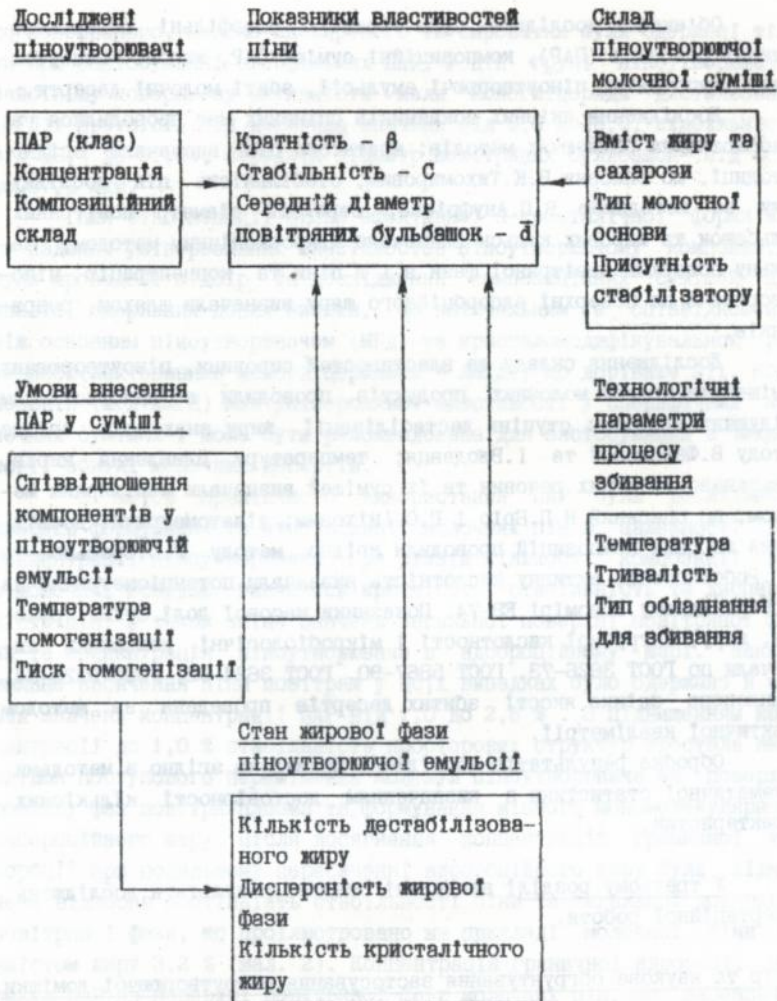 Досліджені
піноутворювачі
ПАР (клас)
Концентрація
Композиційний
склад
Показники властивостей
піни
Кратність - β
Стабільність - С
Середній діаметр
повітряних бульбашок - d̄
Склад
піноутворюючої
молочної суміші
Вміст жиру та
сахарози
Тип молочної
основи
Присутність
стабілізатору
Умови внесення
ПАР у суміші
Співвідношення
компонентів у
піноутворюючій
емульсії
Температура
гомогенізації
Тиск гомогенізації
Технологічні
параметри
процесу
збивання
Температура
Тривалість
Тип обладнання
для збивання
Стан жирової фази
піноутворюючої емульсії
Кількість дестабілізова-
ного жиру
Дисперсність жирової
фази
Кількість кристалічного
жиру